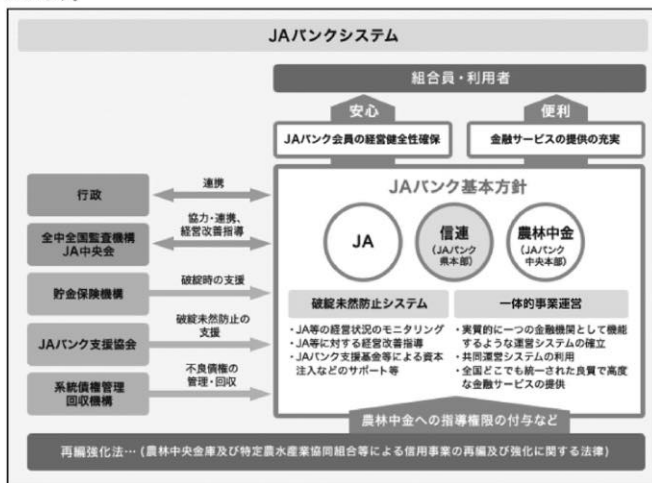 JAバンクシステム
組合員・利用者
安心
便利
JAバンク会員の経営健全性確保
金融サービスの提供の充実
JAバンク基本方針
行政
連携
全中全国監査機構
JA中央会
協力・連携、
経営改善指導
貯金保険機構
破綻時の支援
JAバンク支援協会
破綻未然防止の
支援
系統債権管理
回収機構
不良債権の
管理・回収
JA
信連
(JAバンク
県本部)
農林中金
(JAバンク
中央本部)
破綻未然防止システム
・JA等の経営状況のモニタリング
・JA等に対する経営改善指導
・JAバンク支援基金等による資本
注入などのサポート等
一体的事業運営
・実質的に一つの金融機関として機能
するような運営システムの確立
・共同運営システムの利用
・全国どこでも統一された良質で高度
な金融サービスの提供
農林中金への指導権限の付与など
再編強化法…(農林中央金庫及び特定農水産業協同組合等による信用事業の再編及び強化に関する法律)